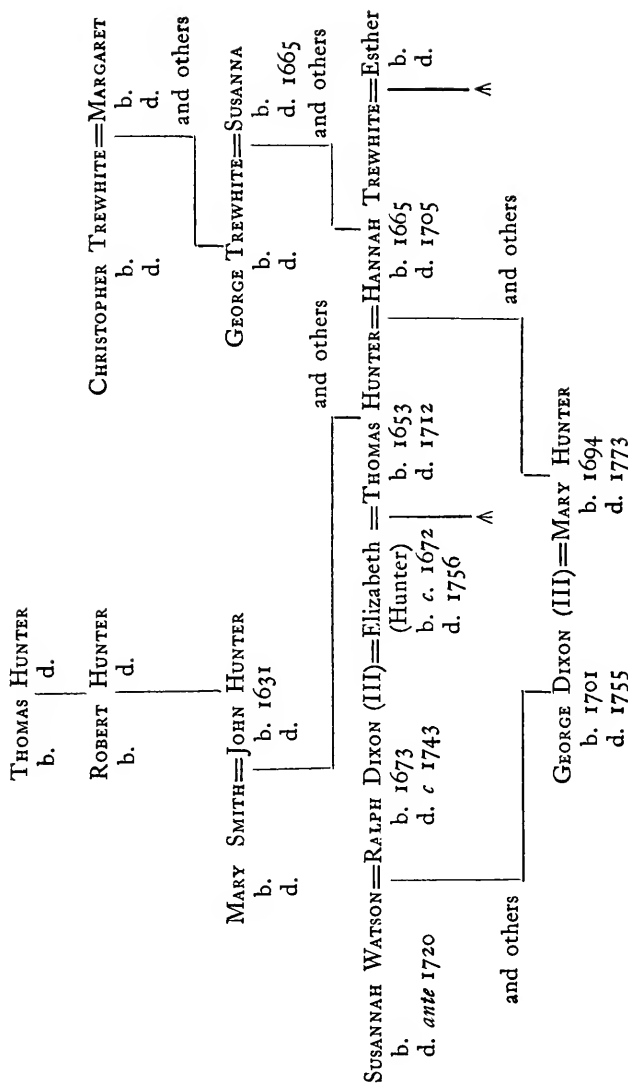 THOMAS HUNTER
b. d.
ROBERT HUNTER CHRISTOPHER TREWHITE=MARGARET
b. d. b. b.
d. d.
and others
MARY SMITH=JOHN HUNTER GEORGE TREWHITE=SUSANNA
b. b. 1631 b. b.
d. d. d. d. 1665
and others and others
SUSANNAH WATSON=RALPH DIXON (III)=Elizabeth =THOMAS HUNTER=HANNAH TREWHITE=Esther
b. b. 1673 (Hunter) b. 1653 b. 1665 b.
d. ante 1720 d. c 1743 b. c. 1672 d. 1712 d. 1705 d.
d. 1756
and others and others
GEORGE DIXON (III)=MARY HUNTER
b. 1701 b. 1694
d. 1755 d. 1773